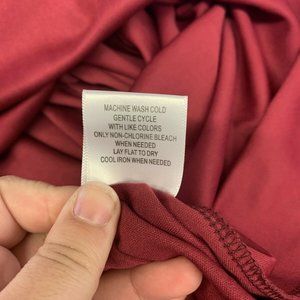 MACHINE WASH COLD
GENTLE CYCLE
WITH LIKE COLORS
ONLY NON-CHLORINE BLEACH
WHEN NEEDED
LAY FLAT TO DRY
COOL IRON WHEN NEEDED